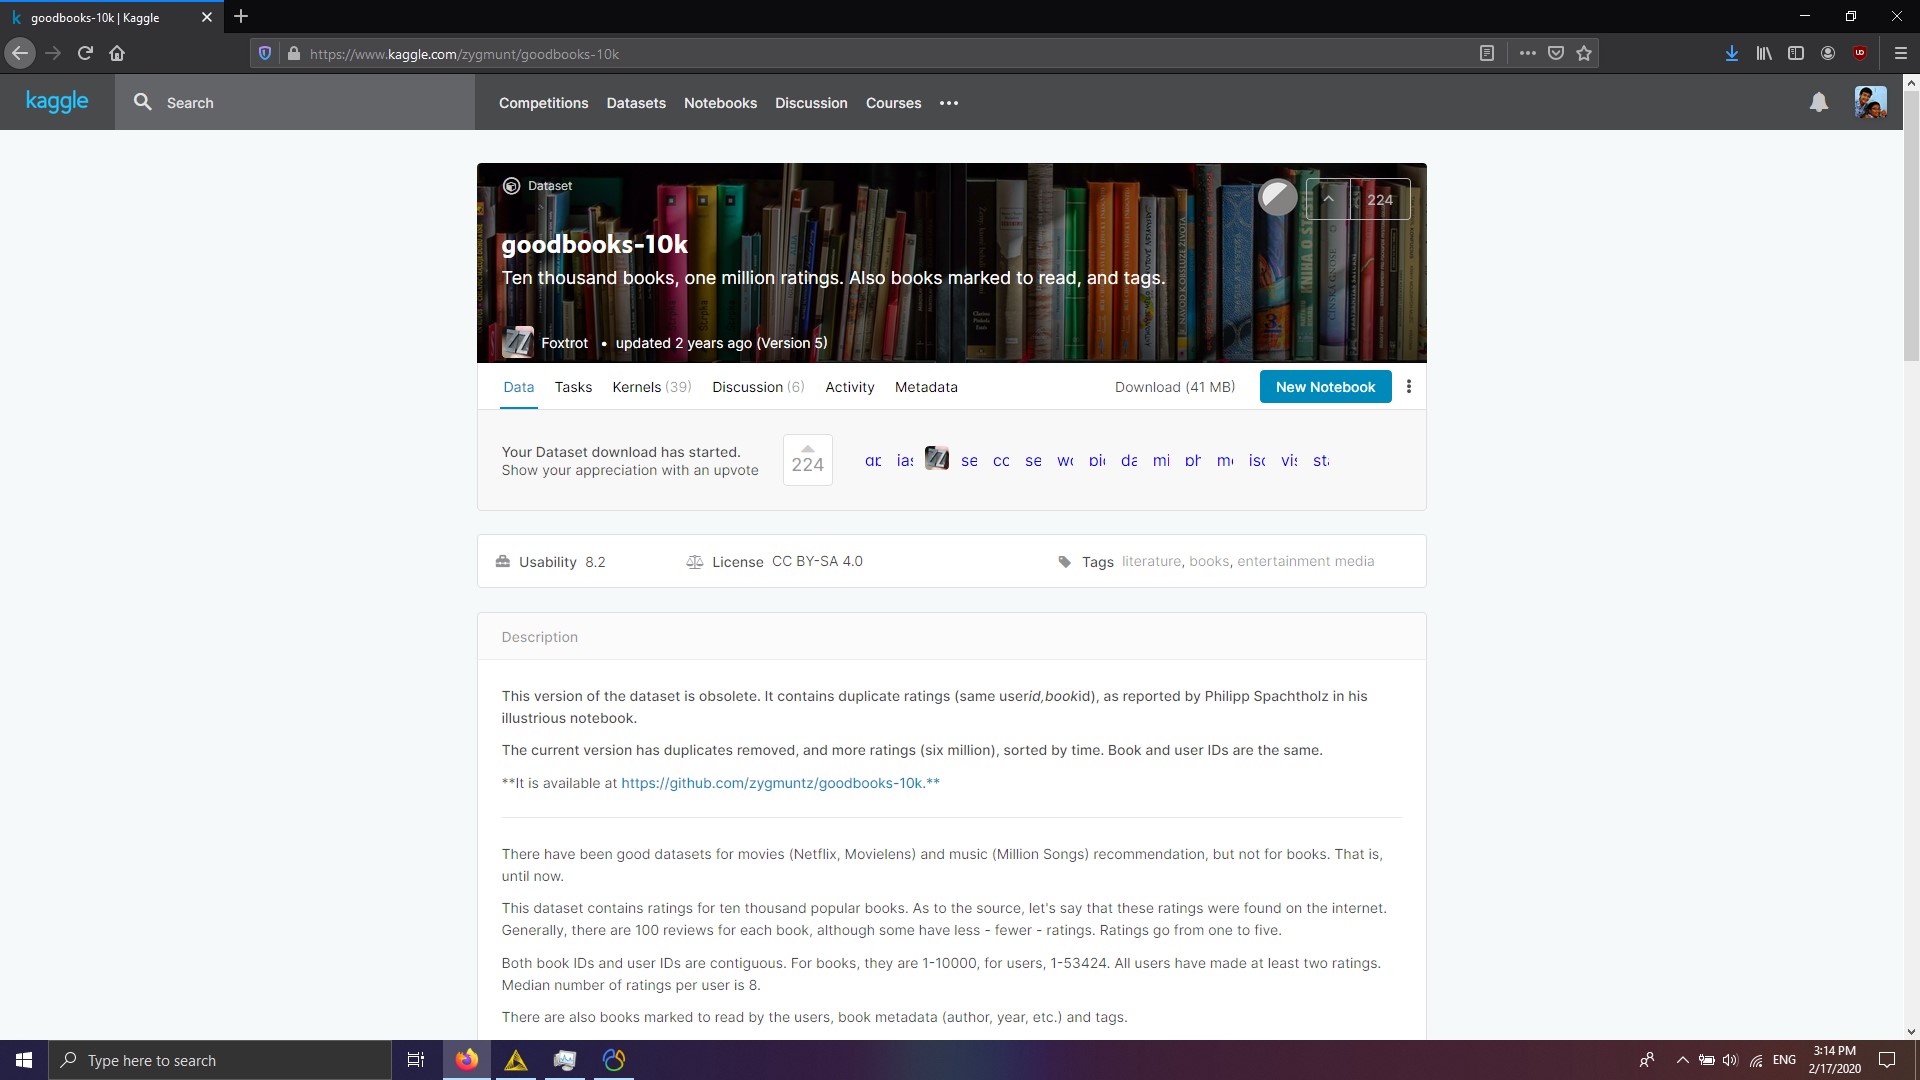 goodbooks-10k | Kaggle
https://www.kaggle.com/zygmunt/goodbooks-10k
kaggle
Search
Competitions Datasets Notebooks Discussion Courses
Dataset
224
goodbooks-10k
Ten thousand books, one million ratings. Also books marked to read, and tags.
Foxtrot • updated 2 years ago (Version 5)
Data Tasks Kernels (39) Discussion (6) Activity Metadata Download (41 MB) New Notebook
Your Dataset download has started.
Show your appreciation with an upvote
224
Usability 8.2 License CC BY-SA 4.0 Tags literature, books, entertainment media
Description
This version of the dataset is obsolete. It contains duplicate ratings (same userid,bookid), as reported by Philipp Spachtholz in his
illustrious notebook.
The current version has duplicates removed, and more ratings (six million), sorted by time. Book and user IDs are the same.
**It is available at https://github.com/zygmuntz/goodbooks-10k.**
There have been good datasets for movies (Netflix, Movielens) and music (Million Songs) recommendation, but not for books. That is,
until now.
This dataset contains ratings for ten thousand popular books. As to the source, let's say that these ratings were found on the internet.
Generally, there are 100 reviews for each book, although some have less - fewer - ratings. Ratings go from one to five.
Both book IDs and user IDs are contiguous. For books, they are 1-10000, for users, 1-53424. All users have made at least two ratings.
Median number of ratings per user is 8.
There are also books marked to read by the users, book metadata (author, year, etc.) and tags.
Type here to search
ENG
3:14 PM
2/17/2020